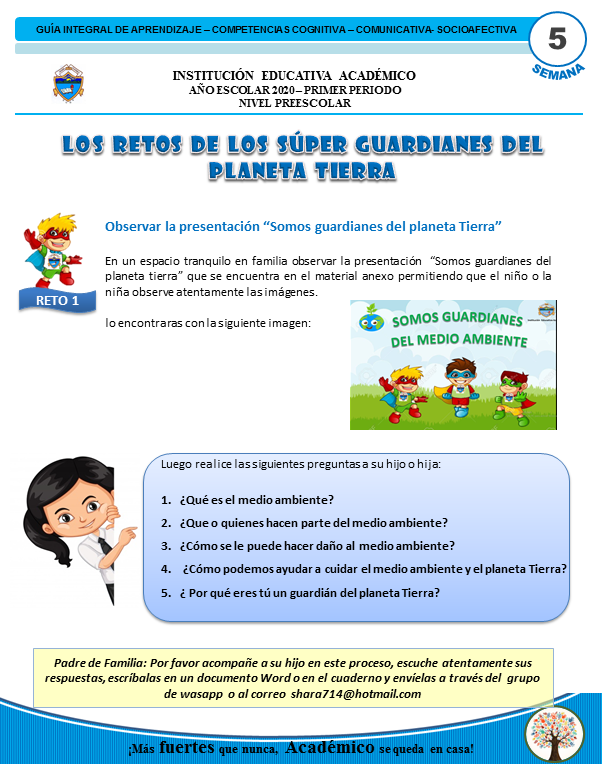 GUÍA INTEGRAL DE APRENDIZAJE – COMPETENCIAS COGNITIVA – COMUNICATIVA- SOCIOAFECTIVA
5
SEMANA
INSTITUCIÓN EDUCATIVA ACADÉMICO
AÑO ESCOLAR 2020 – PRIMER PERIODO
NIVEL PREESCOLAR
LOS RETOS DE LOS SÚPER GUARDIANES DEL
PLANETA TIERRA
RETO 1
Observar la presentación “Somos guardianes del planeta Tierra”
En un espacio tranquilo en familia observar la presentación “Somos guardianes del
planeta tierra” que se encuentra en el material anexo permitiendo que el niño o la
niña observe atentamente las imágenes.
lo encontraras con la siguiente imagen:
SOMOS GUARDIANES
DEL MEDIO AMBIENTE
Luego realice las siguientes preguntas a su hijo o hija:
1. ¿Qué es el medio ambiente?
2. ¿Que o quienes hacen parte del medio ambiente?
3. ¿Cómo se le puede hacer daño al medio ambiente?
4. ¿Cómo podemos ayudar a cuidar el medio ambiente y el planeta Tierra?
5. ¿ Por qué eres tú un guardián del planeta Tierra?
Padre de Familia: Por favor acompañe a su hijo en este proceso, escuche atentamente sus
respuestas, escríbalas en un documento Word o en el cuaderno y envíelas a través del grupo
de wasapp o al correo shara714@hotmail.com
¡Más fuertes que nunca, Académico se queda en casa!